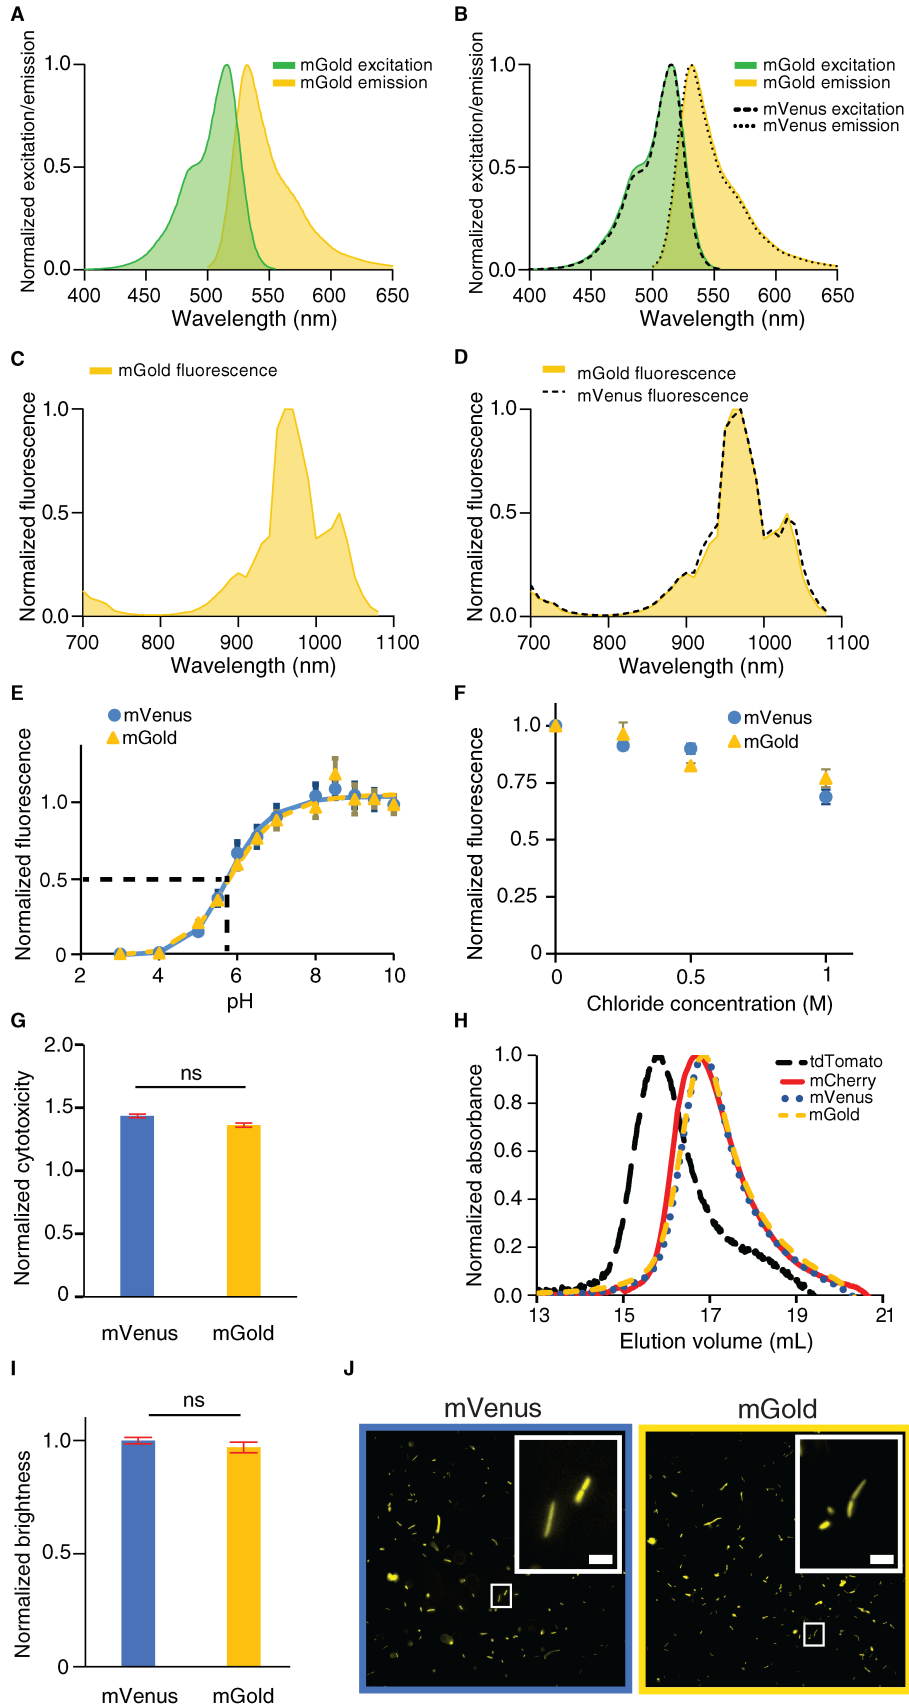 A
Normalized excitation/emission
1.0
0.5
0.0
400 450 500 550 600 650
Wavelength (nm)
mGold excitation
mGold emission
B
Normalized excitation/emission
1.0
0.5
0.0
400 450 500 550 600 650
Wavelength (nm)
mGold excitation
mGold emission
mVenus excitation
mVenus emission
C
mGold fluorescence
Normalized fluorescence
1.0
0.5
0.0
700 800 900 1000 1100
Wavelength (nm)
D
mGold fluorescence
mVenus fluorescence
Normalized fluorescence
1.0
0.5
0.0
700 800 900 1000 1100
Wavelength (nm)
E
mVenus
mGold
Normalized fluorescence
1.0
0.5
0
2 4 6 8 10
pH
F
mVenus
mGold
Normalized fluorescence
1.0
0.75
0.5
0.25
0
0 0.5 1
Chloride concentration (M)
G
Normalized cytotoxicity
2.0
1.5
1.0
0.5
0
ns
mVenus mGold
H
Normalized absorbance
1.0
0.8
0.6
0.4
0.2
0.0
13 15 17 19 21
Elution volume (mL)
tdTomato
mCherry
mVenus
mGold
I
Normalized brightness
1.0
0.5
0
ns
mVenus mGold
J
mVenus mGold